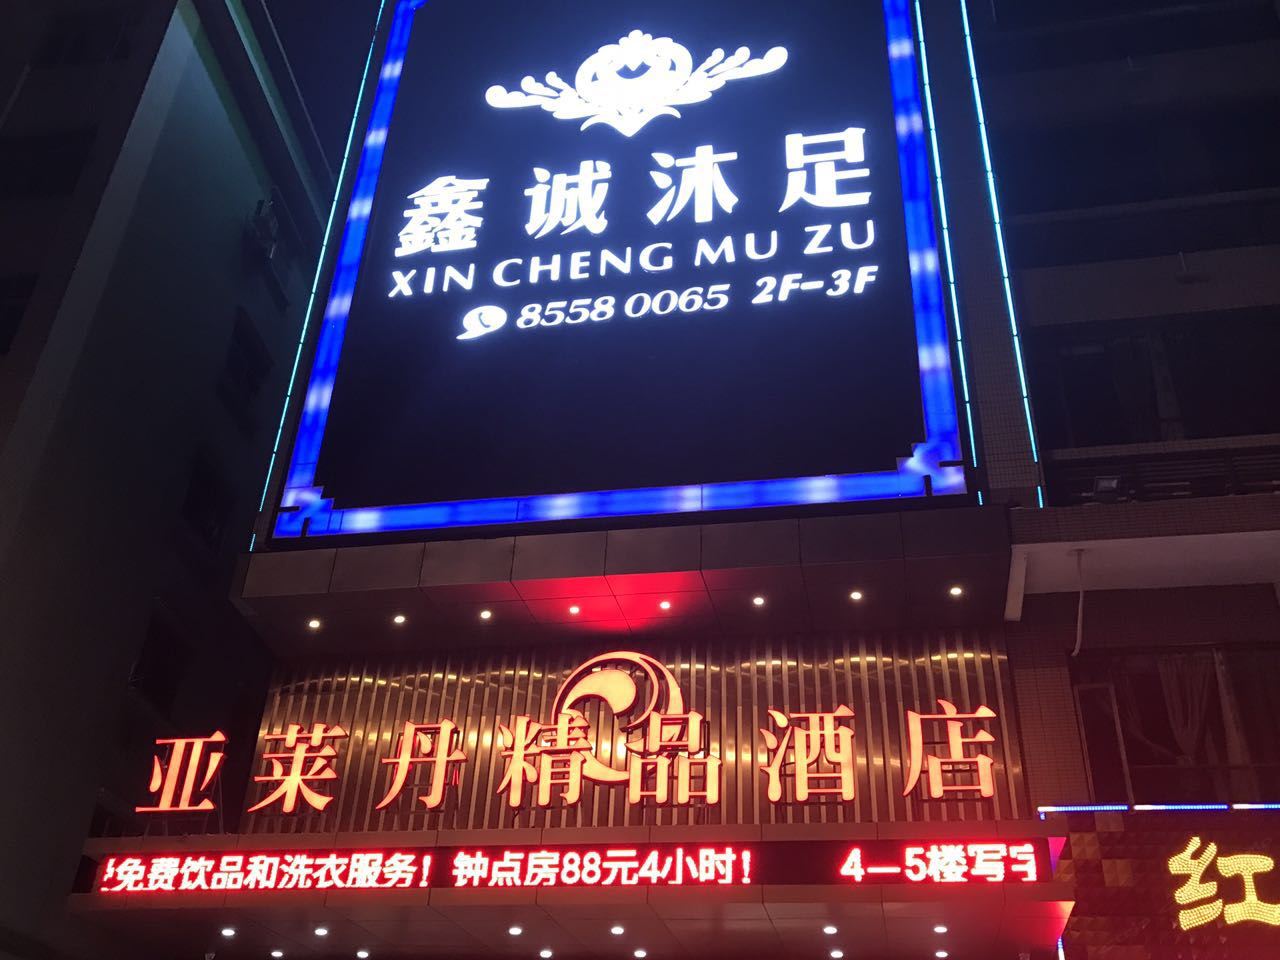 鑫诚沐足
XIN CHENG MU ZU
8558 0065 2F-3F
亚莱丹精品酒店
免费饮品和洗衣服务！钟点房88元4小时！ 4-5楼写字
红